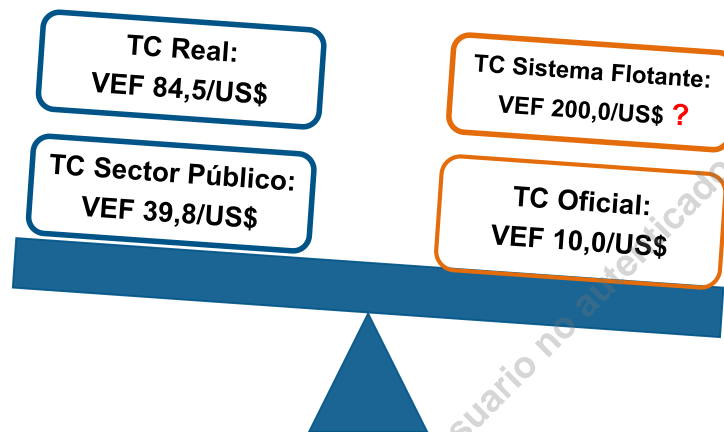 TC Real:
VEF 84,5/US$
TC Sistema Flotante:
VEF 200,0/US$ ?
TC Sector Público:
VEF 39,8/US$
TC Oficial:
VEF 10,0/US$
suario no autenticado